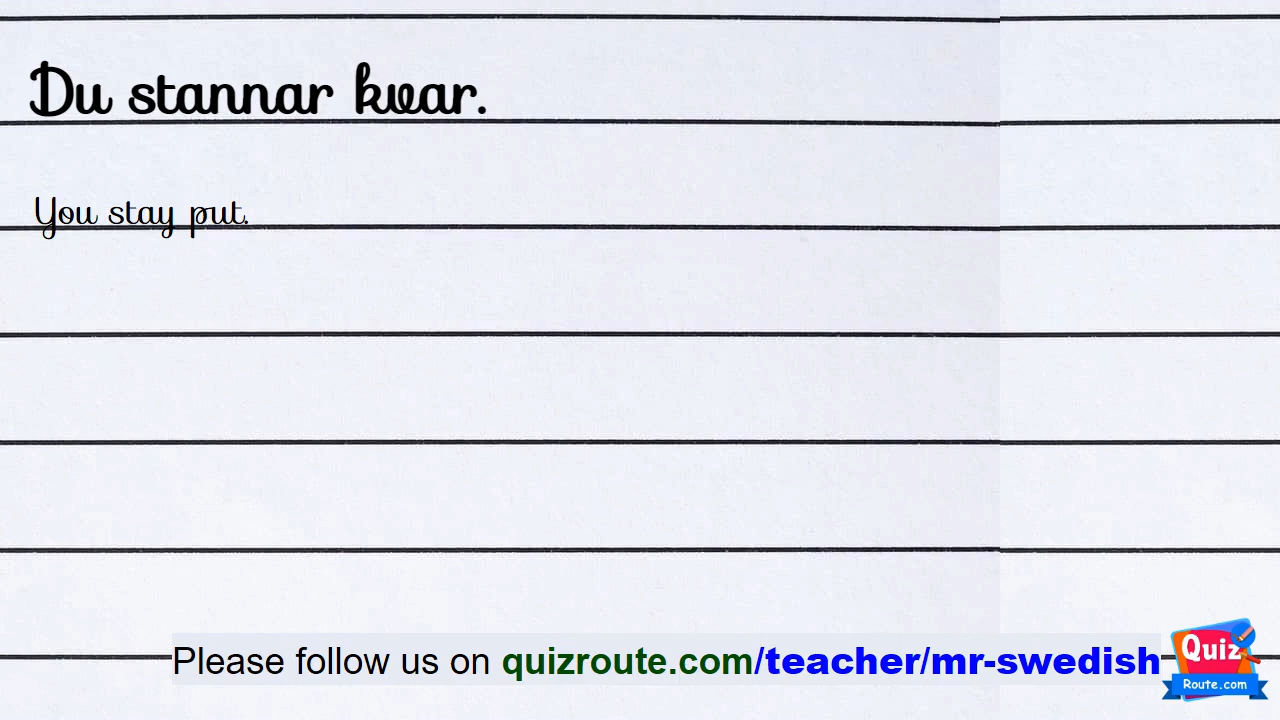 Du stannar kvar.
You stay put.
Please follow us on quizroute.com/teacher/mr-swedish
Quiz
Route.com